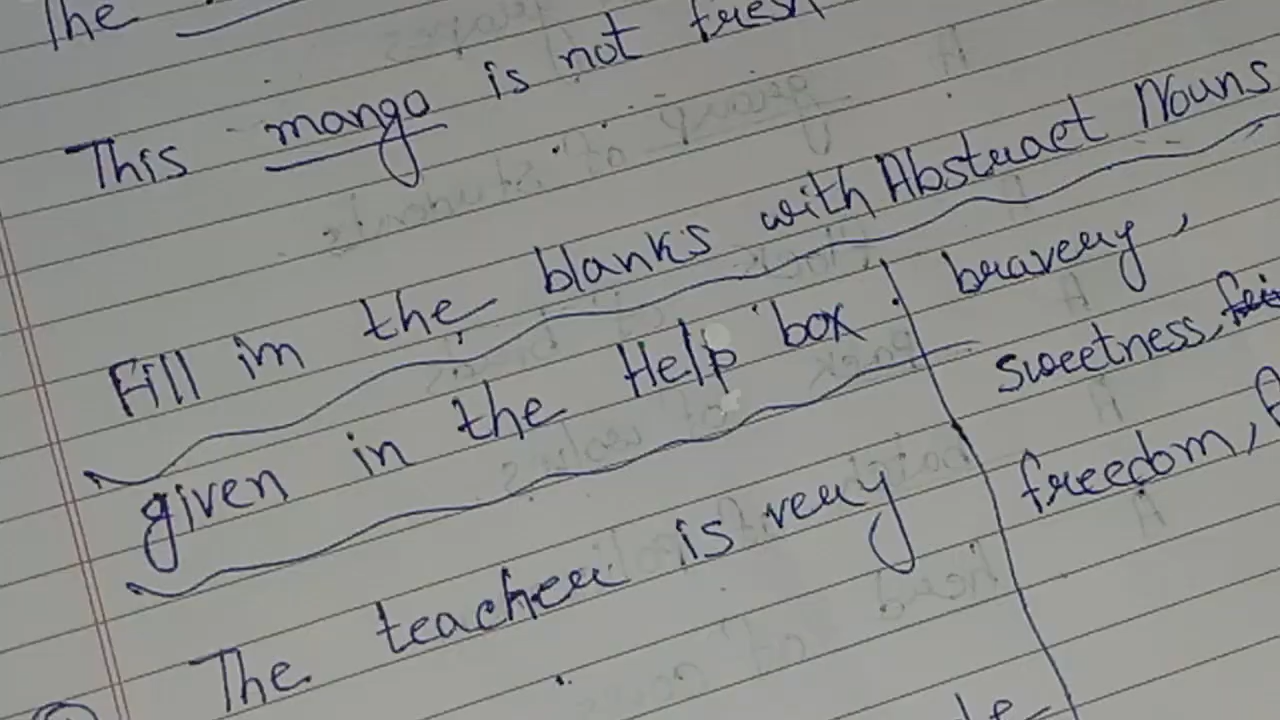 The
This mango is not fresh
Fill in the blanks with Abstract Nouns
given in the Help box.
bravery,
sweetness,
freedom,
The teacher is very